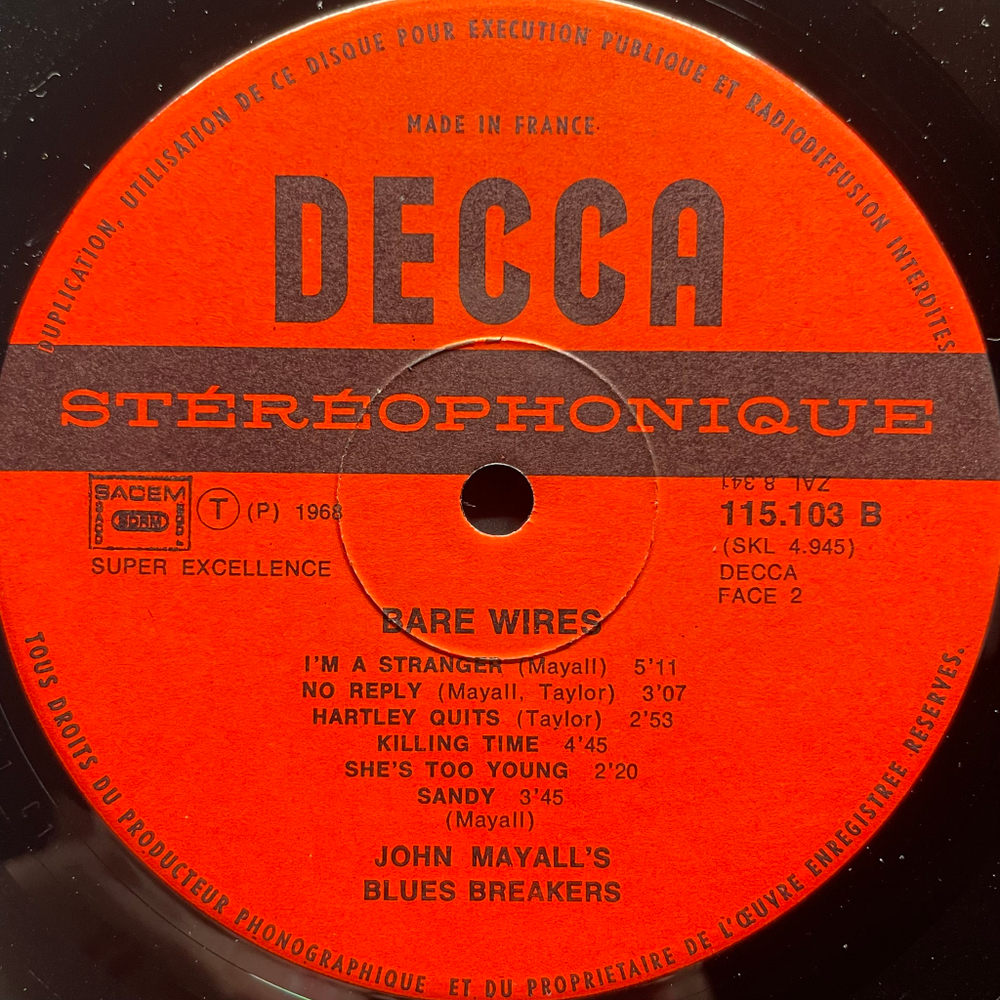 DUPLICATION, UTILISATION DE CE DISQUE POUR EXECUTION PUBLIQUE ET RADIODIFFUSION INTERDITES
MADE IN FRANCE
DECCA
STÉRÉOPHONIQUE
SACEM
SACD
SDRM
SGDL
T (P) 1968
SUPER EXCELLENCE
ZAL 8 341
115.103 B
(SKL 4.945)
DECCA
FACE 2
BARE WIRES
I'M A STRANGER (Mayall) 5'11
NO REPLY (Mayall, Taylor) 3'07
HARTLEY QUITS (Taylor) 2'53
KILLING TIME 4'45
SHE'S TOO YOUNG 2'20
SANDY 3'45
(Mayall)
JOHN MAYALL'S
BLUES BREAKERS
TOUS DROITS DU PRODUCTEUR PHONOGRAPHIQUE ET DU PROPRIETAIRE DE L'ŒUVRE ENREGISTREE RESERVES.